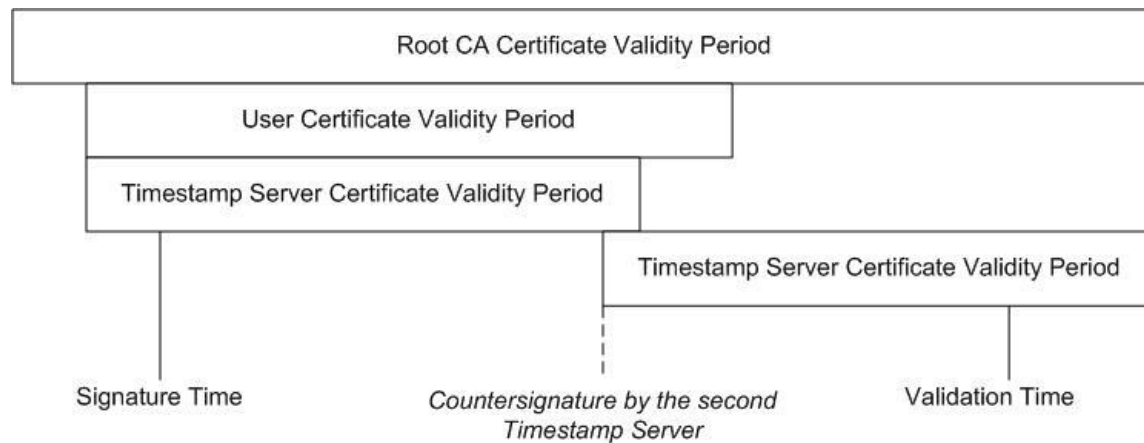 Root CA Certificate Validity Period
User Certificate Validity Period
Timestamp Server Certificate Validity Period
Timestamp Server Certificate Validity Period
Signature Time
Countersignature by the second
Timestamp Server
Validation Time